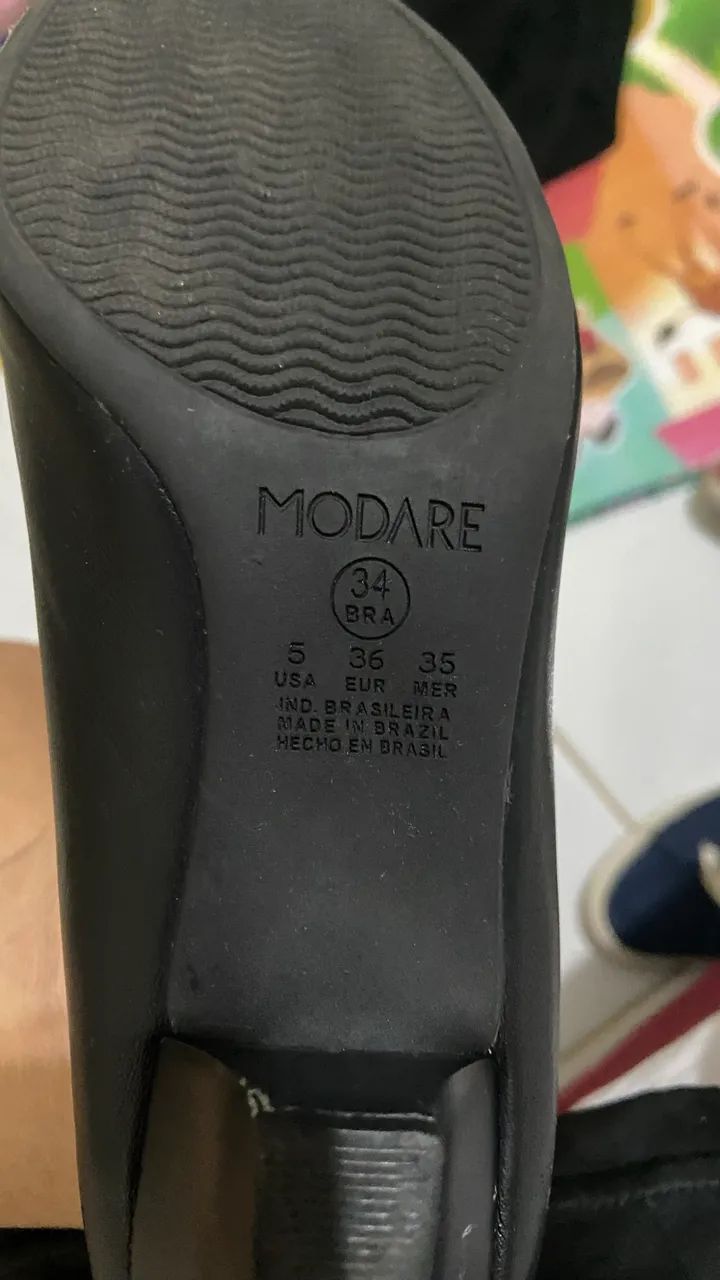 MODARE
34
BRA
5 36 35
USA EUR MER
IND. BRASILEIRA
MADE IN BRAZIL
HECHO EN BRASIL